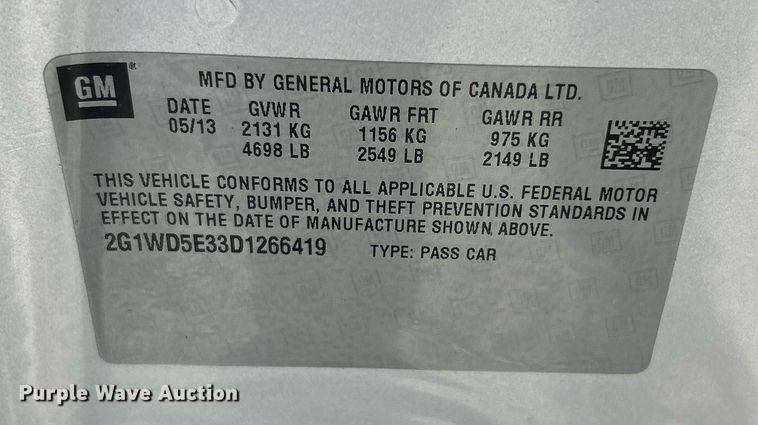 GM®
MFD BY GENERAL MOTORS OF CANADA LTD.
DATE GVWR GAWR FRT GAWR RR
05/13 2131 KG 1156 KG 975 KG
4698 LB 2549 LB 2149 LB
THIS VEHICLE CONFORMS TO ALL APPLICABLE U.S. FEDERAL MOTOR
VEHICLE SAFETY, BUMPER, AND THEFT PREVENTION STANDARDS IN
EFFECT ON THE DATE OF MANUFACTURE SHOWN ABOVE.
2G1WD5E33D1266419 TYPE: PASS CAR
Purple Wave Auction